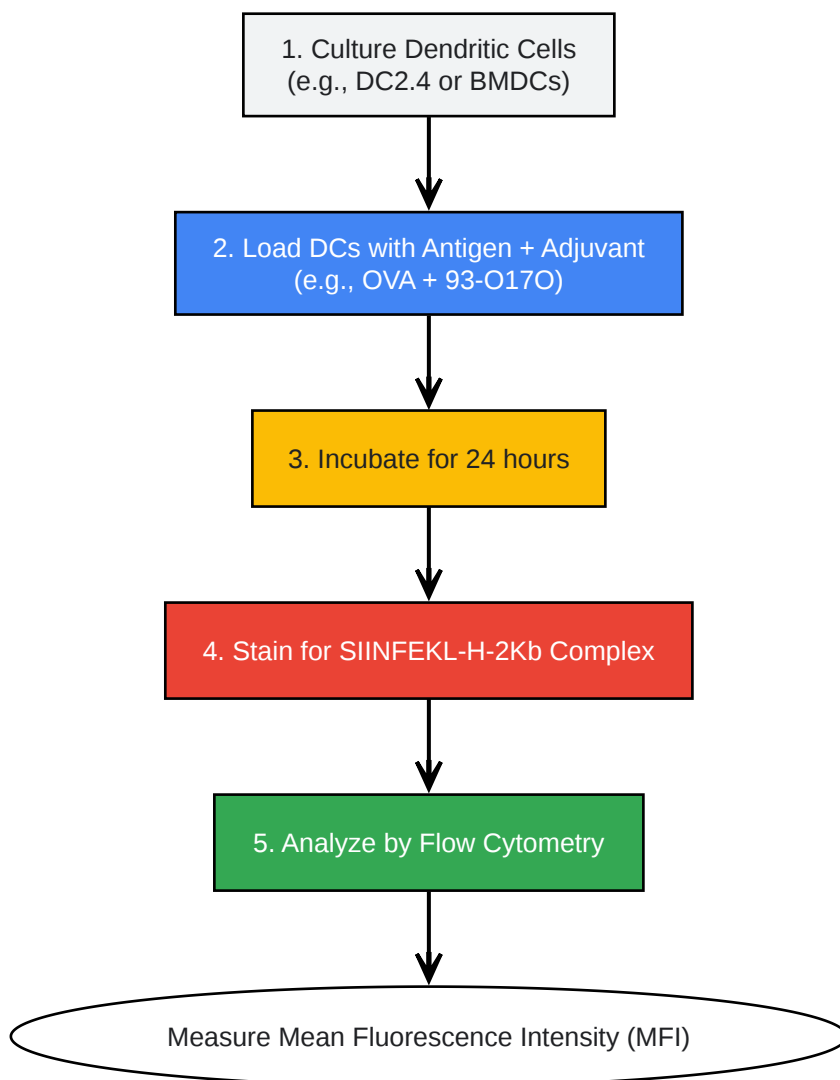 1. Culture Dendritic Cells
(e.g., DC2.4 or BMDCs)
2. Load DCs with Antigen + Adjuvant
(e.g., OVA + 93-O17O)
3. Incubate for 24 hours
4. Stain for SIINFEKL-H-2Kb Complex
5. Analyze by Flow Cytometry
Measure Mean Fluorescence Intensity (MFI)